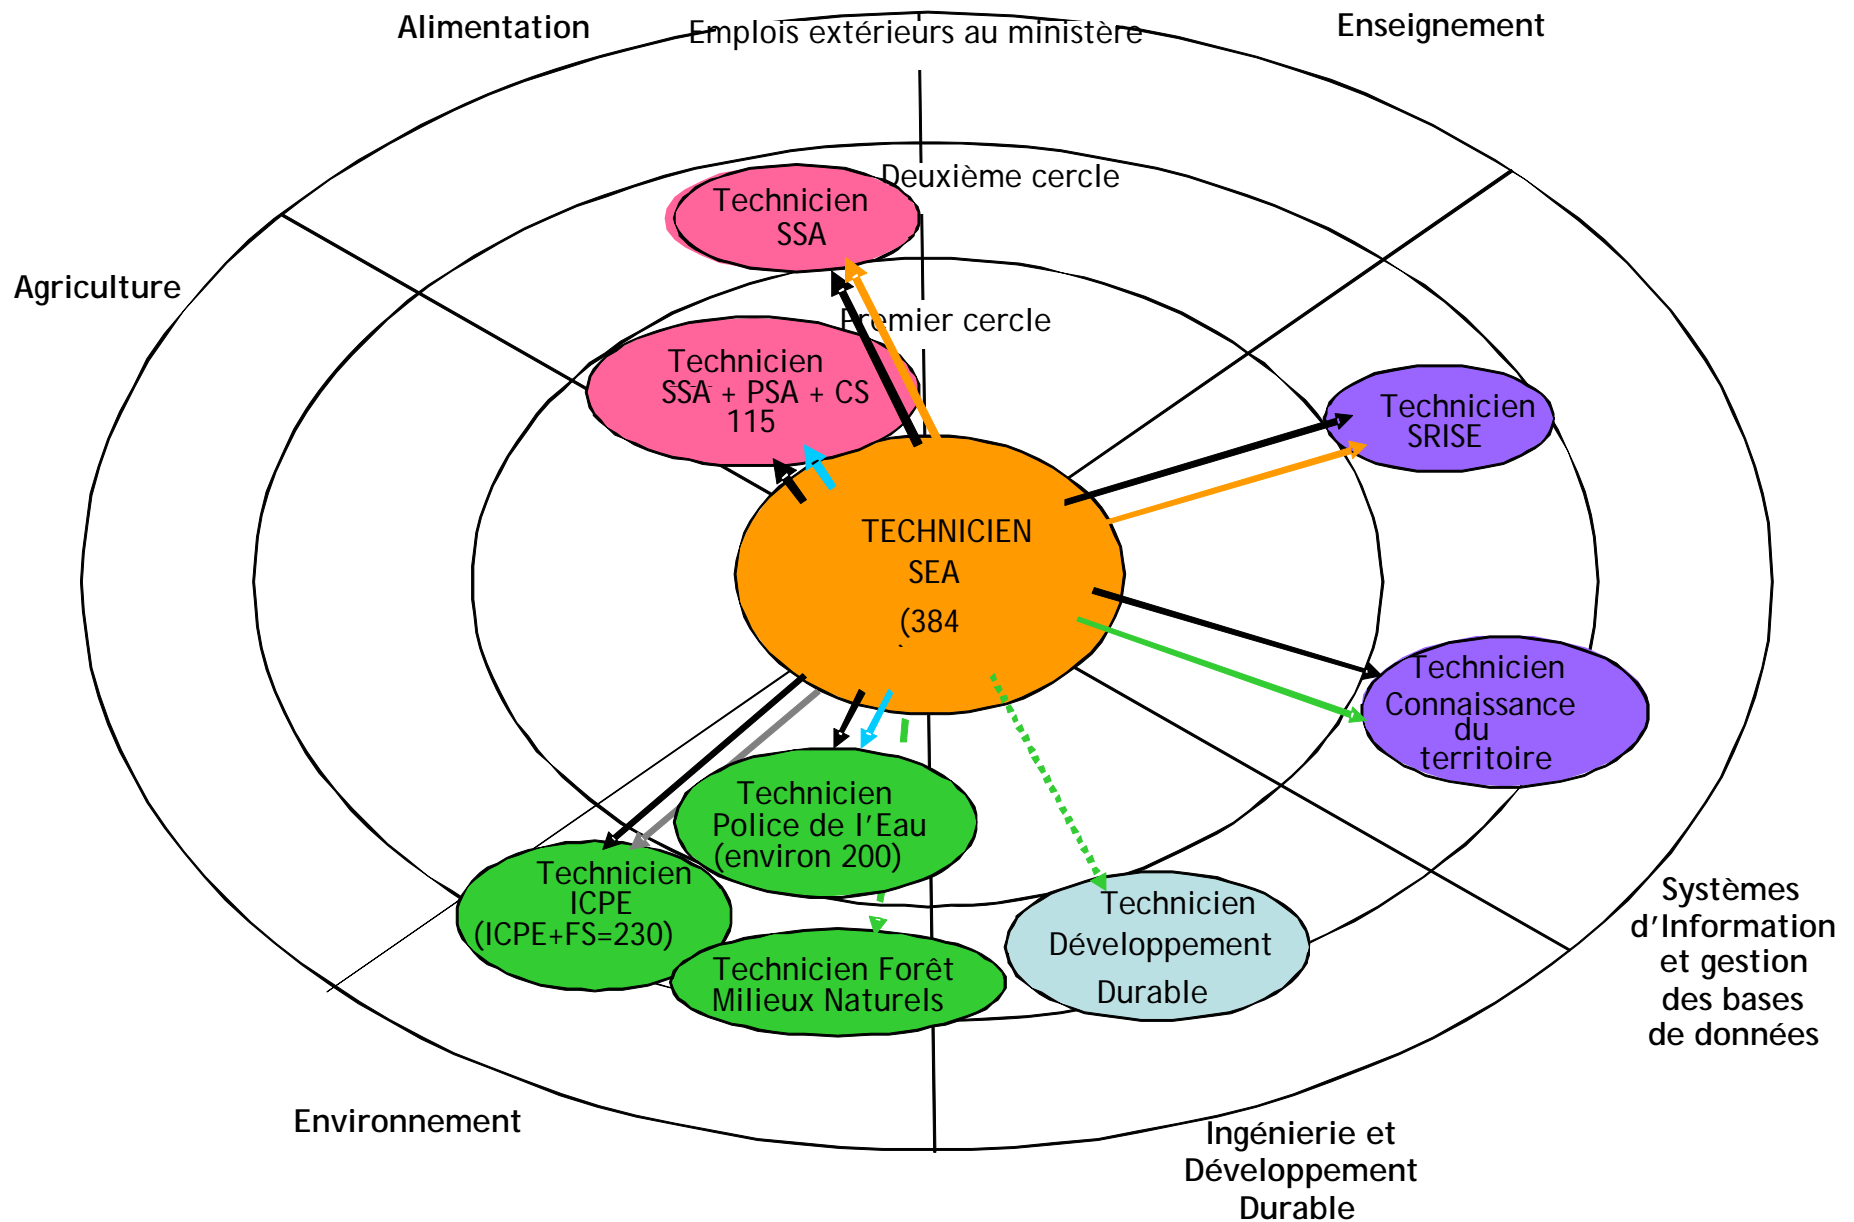 Alimentation
Emplois extérieurs au ministère
Enseignement
Deuxième cercle
Technicien
SSA
Agriculture
Premier cercle
Technicien
SSA + PSA + CS
115
Technicien
SRISE
TECHNICIEN
SEA
(384
Technicien
Connaissance
du
territoire
Technicien
Police de l'Eau
(environ 200)
Technicien
ICPE
(ICPE+FS=230)
Technicien
Développement
Durable
Technicien Forêt
Milieux Naturels
Systèmes
d'Information
et gestion
des bases
de données
Environnement
Ingénierie et
Développement
Durable